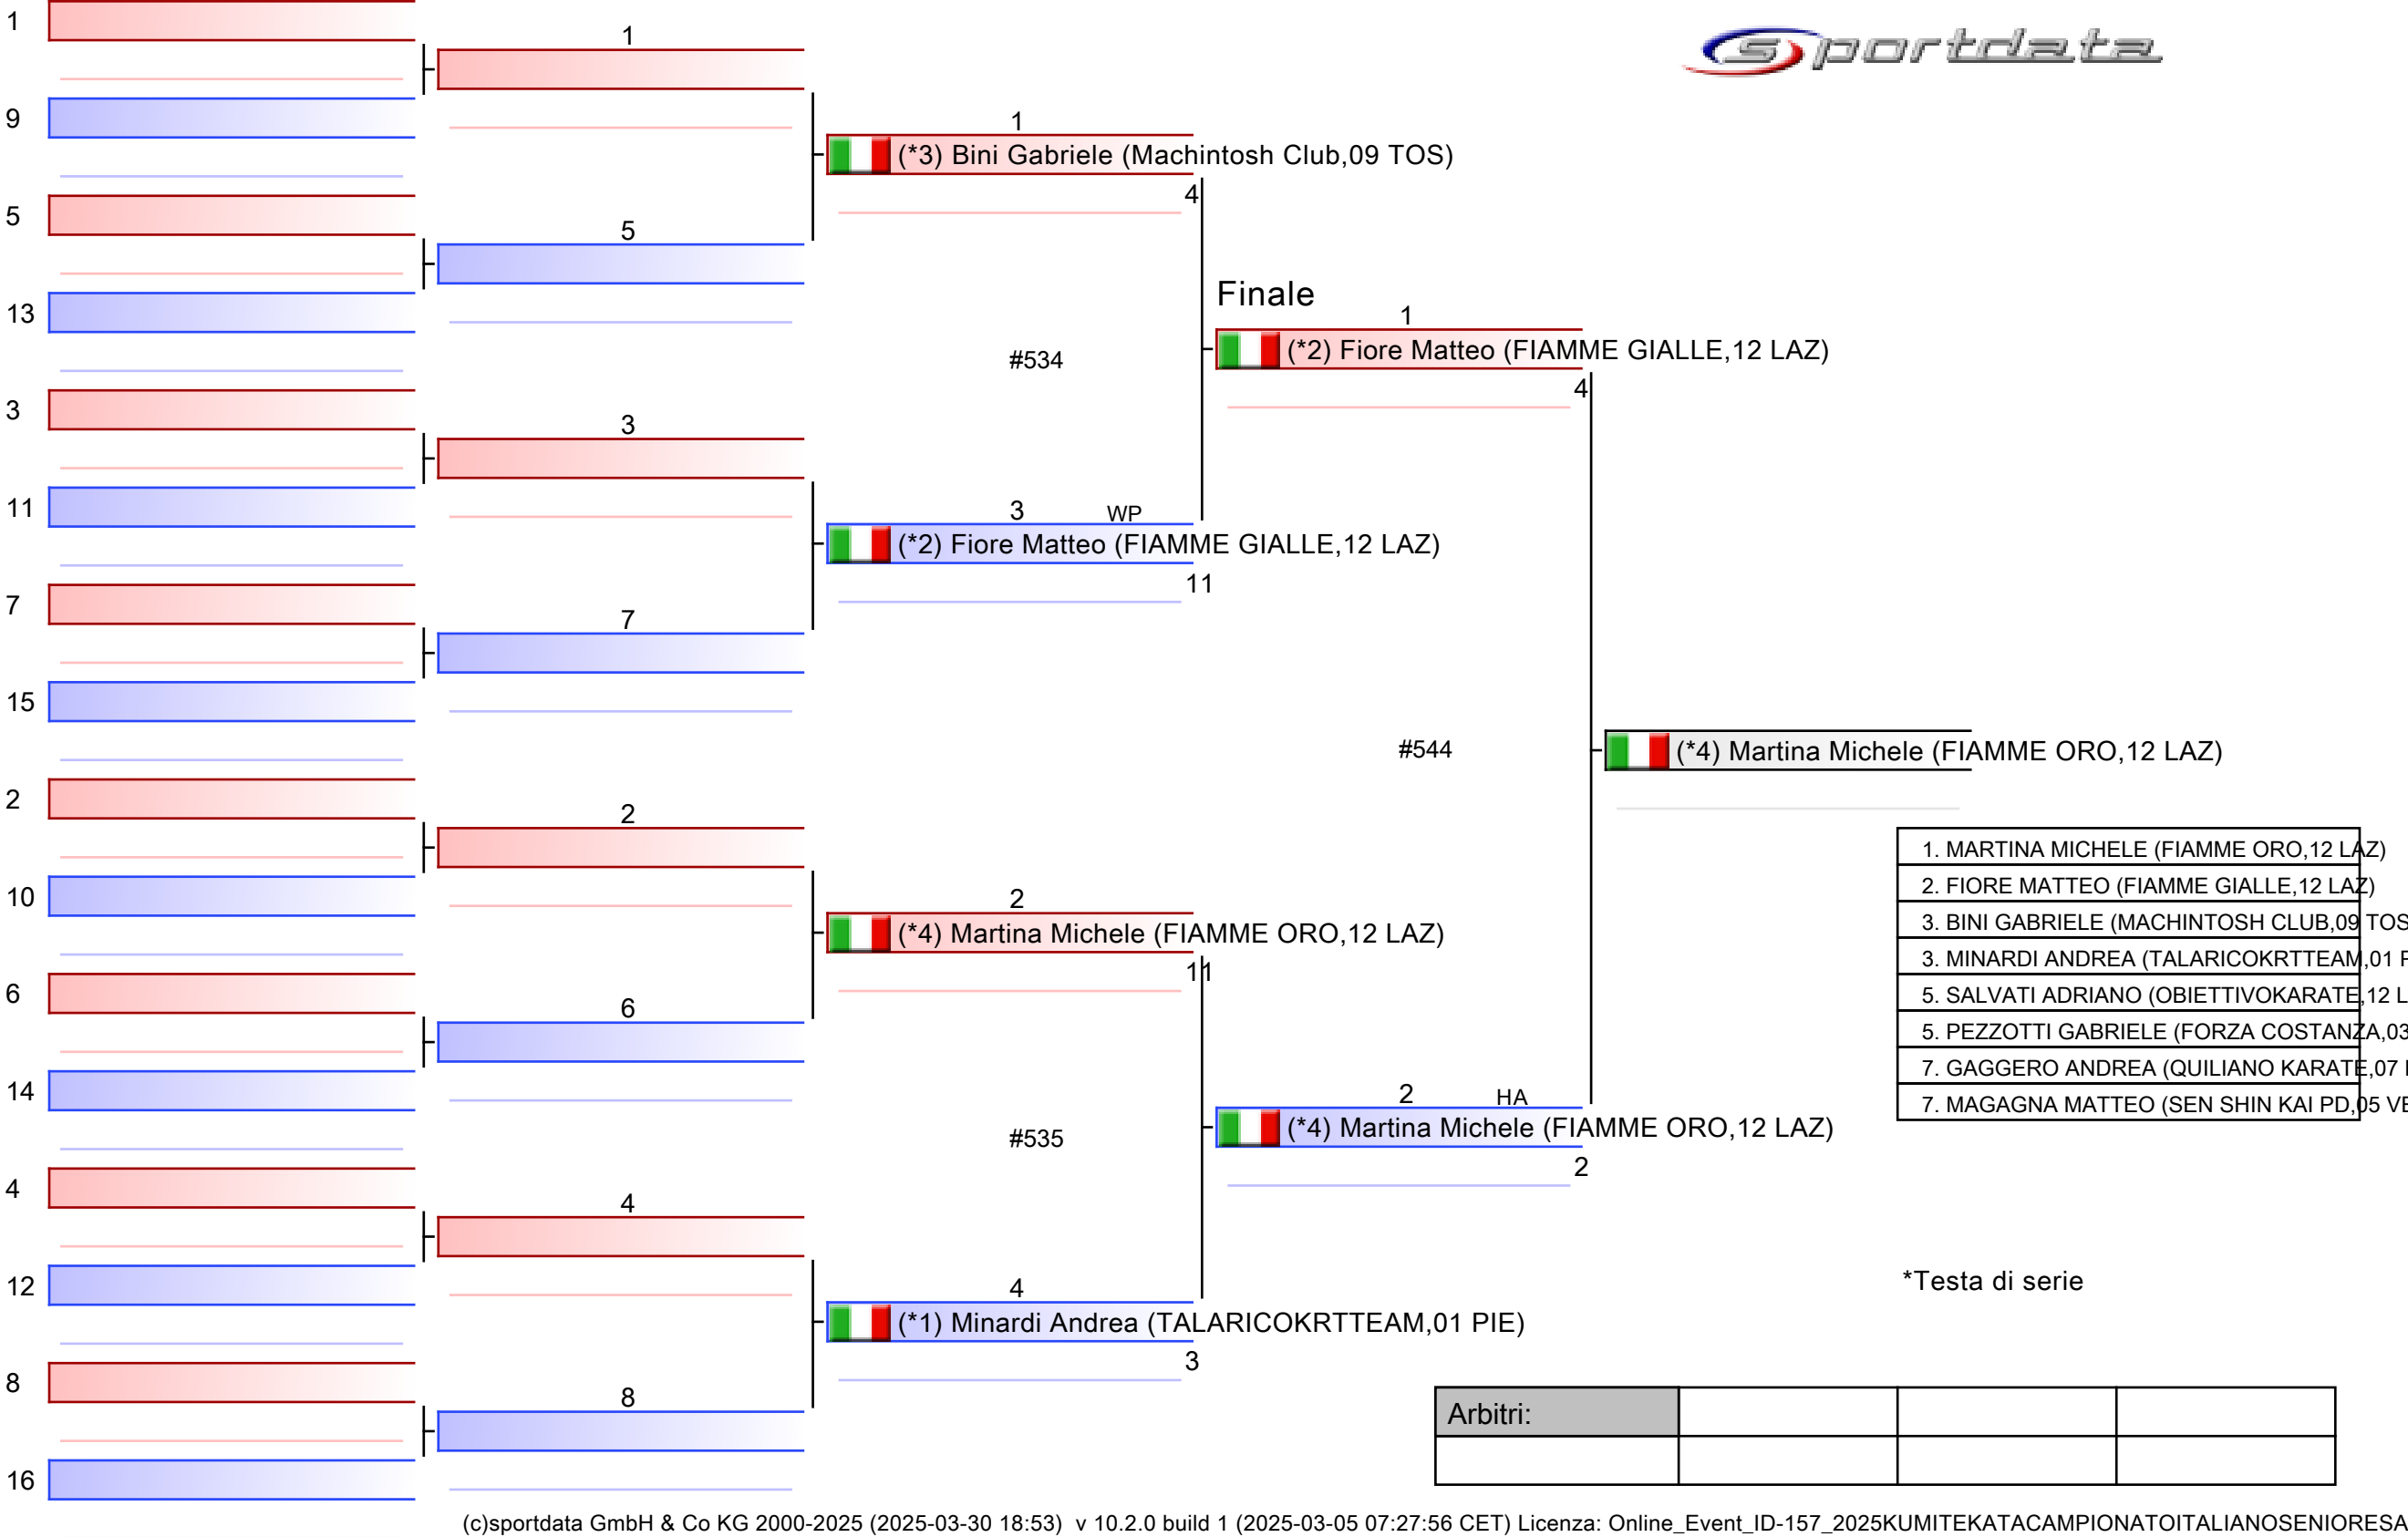 sportdata
1
9
5
13
3
11
7
15
2
10
6
14
4
12
8
16
1
5
3
7
2
6
4
8
1
(*3) Bini Gabriele (Machintosh Club,09 TOS)
4
#534
3 WP
(*2) Fiore Matteo (FIAMME GIALLE,12 LAZ)
11
2
(*4) Martina Michele (FIAMME ORO,12 LAZ)
11
#535
4
(*1) Minardi Andrea (TALARICOKRTTEAM,01 PIE)
3
Finale
1
(*2) Fiore Matteo (FIAMME GIALLE,12 LAZ)
4
#544
2 HA
(*4) Martina Michele (FIAMME ORO,12 LAZ)
2
(*4) Martina Michele (FIAMME ORO,12 LAZ)
1. MARTINA MICHELE (FIAMME ORO,12 LAZ)
2. FIORE MATTEO (FIAMME GIALLE,12 LAZ)
3. BINI GABRIELE (MACHINTOSH CLUB,09 TOS
3. MINARDI ANDREA (TALARICOKRTTEAM,01
5. SALVATI ADRIANO (OBIETTIVOKARATE,12 L
5. PEZZOTTI GABRIELE (FORZA COSTANZA,03
7. GAGGERO ANDREA (QUILIANO KARATE,07
7. MAGAGNA MATTEO (SEN SHIN KAI PD,05 VE
*Testa di serie
Arbitri:
(c)sportdata GmbH & Co KG 2000-2025 (2025-03-30 18:53) v 10.2.0 build 1 (2025-03-05 07:27:56 CET) Licenza: Online_Event_ID-157_2025KUMITEKATACAMPIONATOITALIANOSENIORESA